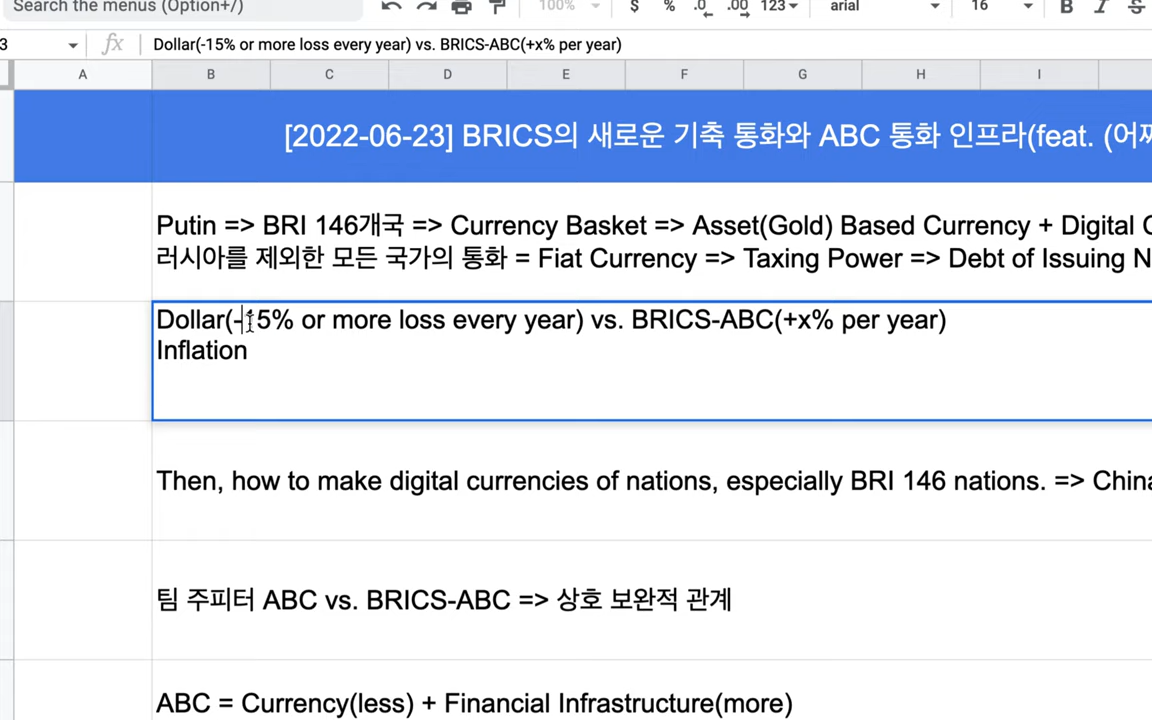 Search the menus (Option+/)
100% $ % .0 .00 123 arial 16 B I S
3 fx Dollar(-15% or more loss every year) vs. BRICS-ABC(+x% per year)
A B C D E F G H I
[2022-06-23] BRICS의 새로운 기축 통화와 ABC 통화 인프라(feat. (어
Putin => BRI 146개국 => Currency Basket => Asset(Gold) Based Currency + Digital C
러시아를 제외한 모든 국가의 통화 = Fiat Currency => Taxing Power => Debt of Issuing N
Dollar(-15% or more loss every year) vs. BRICS-ABC(+x% per year)
Inflation
Then, how to make digital currencies of nations, especially BRI 146 nations. => China
팀 주피터 ABC vs. BRICS-ABC => 상호 보완적 관계
ABC = Currency(less) + Financial Infrastructure(more)